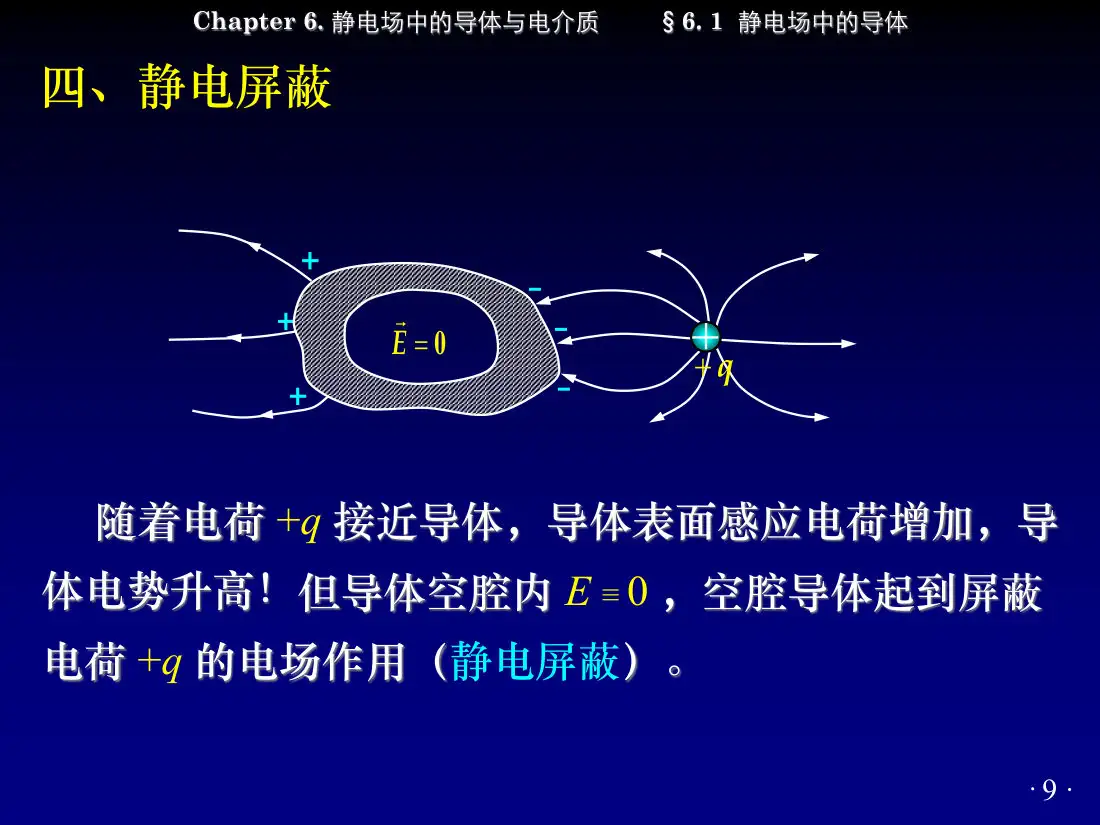 Chapter 6. 静电场中的导体与电介质 § 6. 1 静电场中的导体
四、静电屏蔽
+
-
+
-
E⃗ = 0
+ q
+
-
随着电荷 +q 接近导体，导体表面感应电荷增加，导
体电势升高！但导体空腔内 E ≡ 0 ，空腔导体起到屏蔽
电荷 +q 的电场作用（静电屏蔽）。
· 9 ·